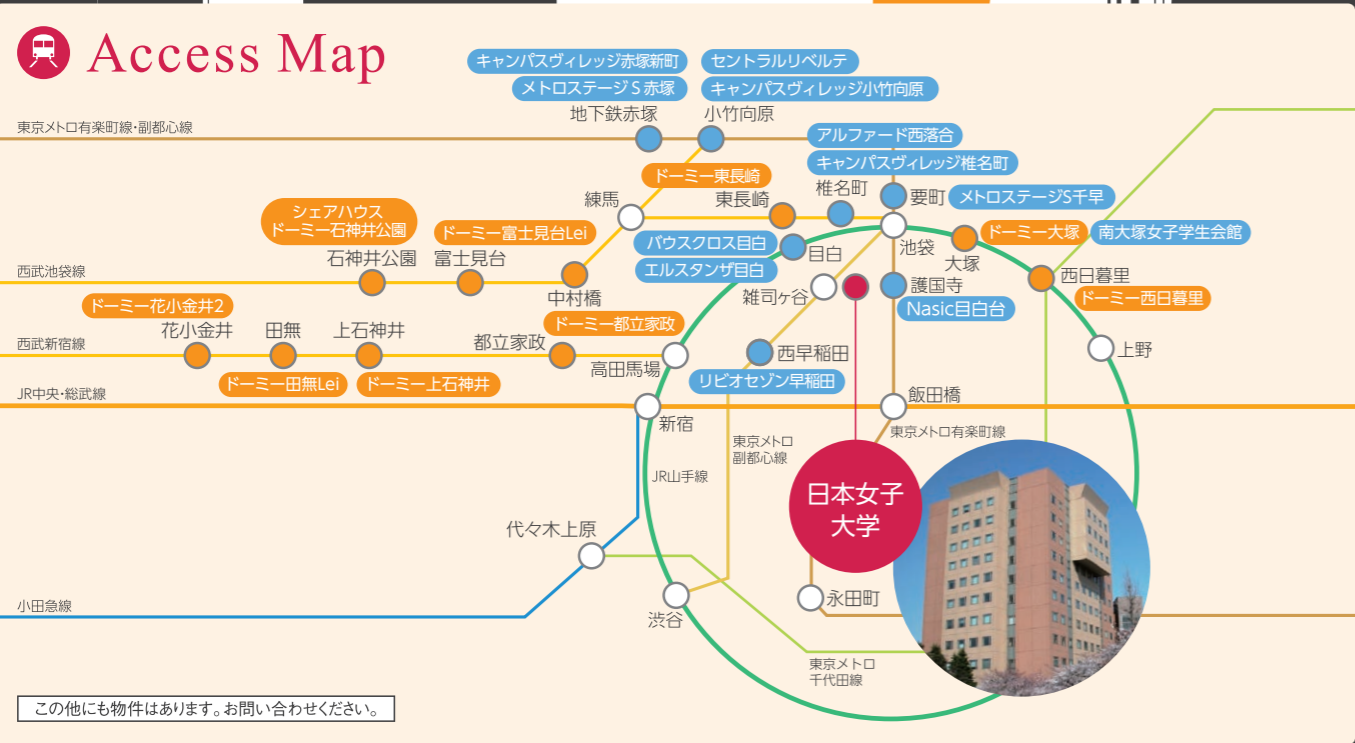 Access Map
キャンパスヴィレッジ赤塚新町
セントラルリベルテ
メトロステージS赤塚
キャンパスヴィレッジ小竹向原
地下鉄赤塚
小竹向原
東京メトロ有楽町線・副都心線
アルファード西落合
キャンパスヴィレッジ椎名町
ドーミー東長崎
練馬
東長崎
椎名町
要町
メトロステージS千早
シェアハウス
ドーミー石神井公園
ドーミー富士見台Lei
石神井公園
富士見台
バウスクロス目白
エルスタンザ目白
目白
池袋
大塚
ドーミー大塚
南大塚女子学生会館
西武池袋線
中村橋
雑司ヶ谷
護国寺
Nasic目白台
西日暮里
ドーミー西日暮里
ドーミー花小金井2
花小金井
田無
上石神井
都立家政
ドーミー都立家政
西武新宿線
高田馬場
西早稲田
上野
ドーミー田無Lei
ドーミー上石神井
リビオセゾン早稲田
JR中央・総武線
新宿
飯田橋
東京メトロ有楽町線
東京メトロ
副都心線
JR山手線
日本女子
大学
代々木上原
小田急線
渋谷
永田町
東京メトロ
千代田線
この他にも物件はあります。お問い合わせください。